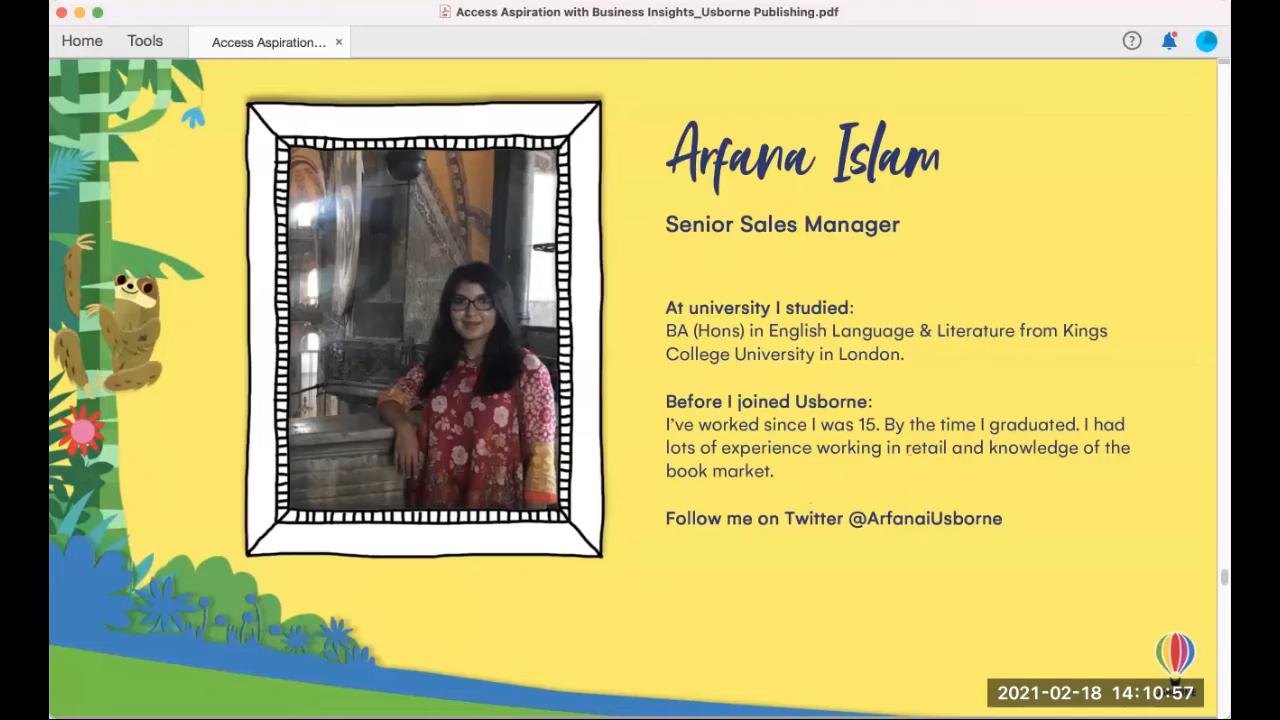 Access Aspiration with Business Insights_Usborne Publishing.pdf
Home Tools Access Aspiration... ×
Arfana Islam
Senior Sales Manager
At university I studied:
BA (Hons) in English Language & Literature from Kings
College University in London.
Before I joined Usborne:
I've worked since I was 15. By the time I graduated. I had
lots of experience working in retail and knowledge of the
book market.
Follow me on Twitter @ArfanaiUsborne
2021-02-18 14:10:57